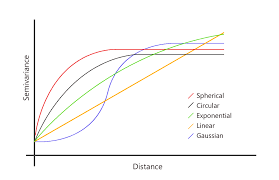 Semivariance
Spherical
Circular
Exponential
Linear
Gaussian
Distance